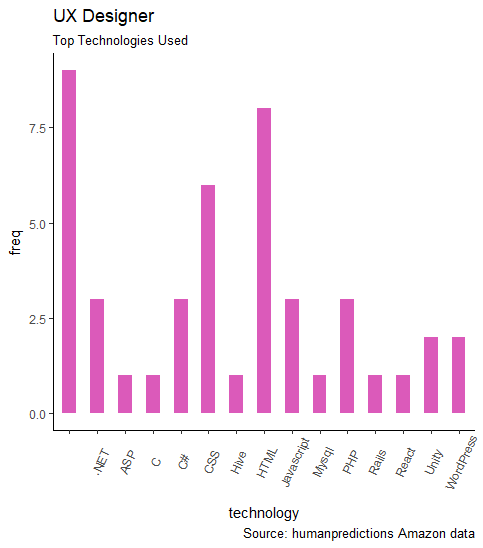 UX Designer
Top Technologies Used
freq
7.5
5.0
2.5
0.0
.NET
ASP
C
C#
CSS
Hive
HTML
Javascript
Mysql
PHP
Rails
React
Unity
WordPress
technology
Source: humanpredictions Amazon data